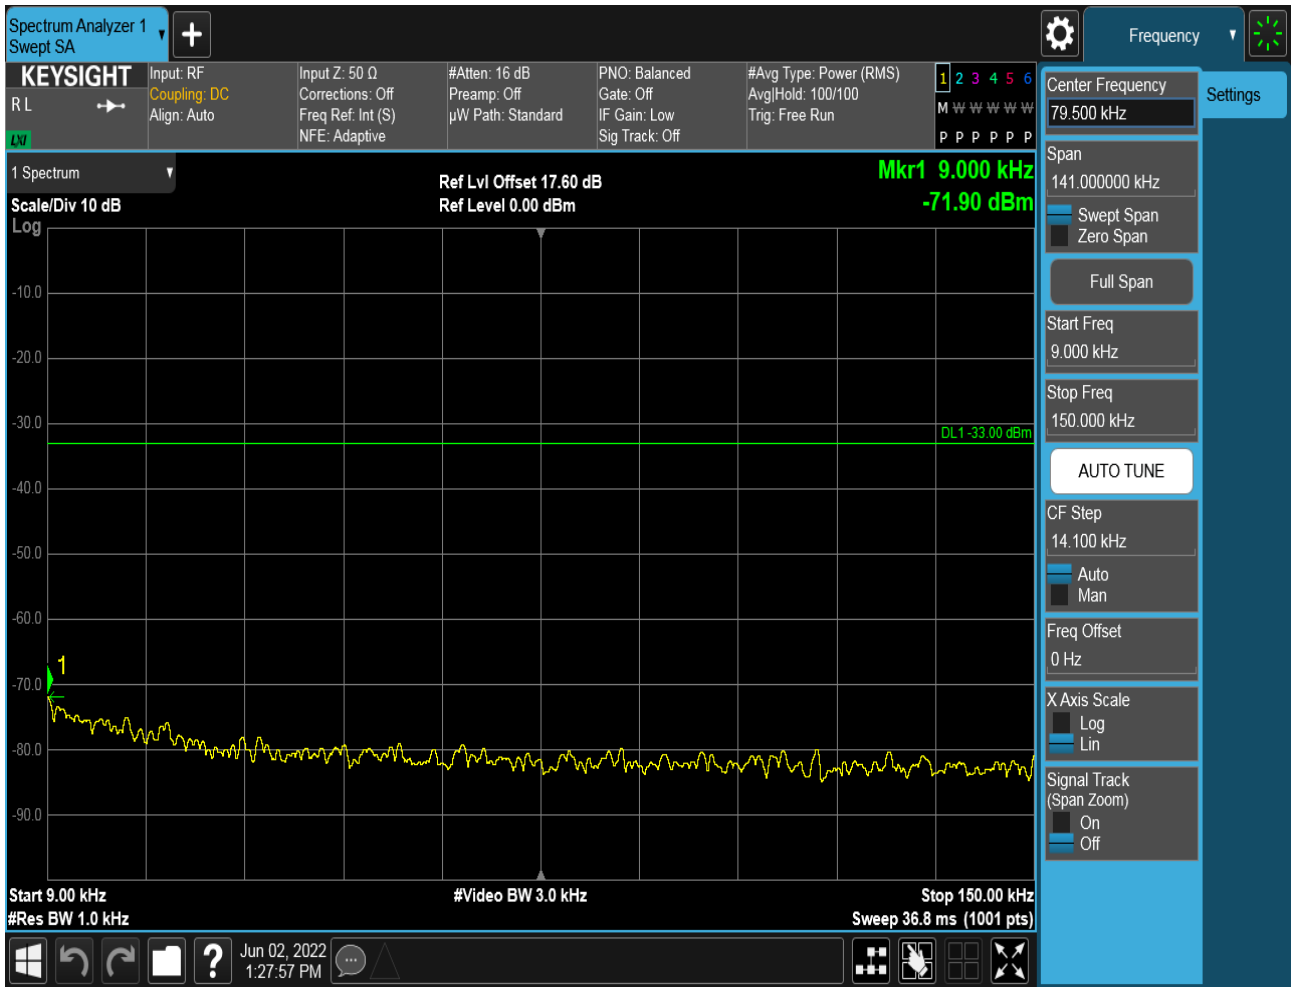 Spectrum Analyzer 1
Swept SA
+
Frequency
KEYSIGHT
R L
LXI
Input: RF
Coupling: DC
Align: Auto
Input Z: 50 Ω
Corrections: Off
Freq Ref: Int (S)
NFE: Adaptive
#Atten: 16 dB
Preamp: Off
µW Path: Standard
PNO: Balanced
Gate: Off
IF Gain: Low
Sig Track: Off
#Avg Type: Power (RMS)
Avg|Hold: 100/100
Trig: Free Run
1 2 3 4 5 6
M W W W W W
P P P P P P
1 Spectrum
Scale/Div 10 dB
Log
Ref Lvl Offset 17.60 dB
Ref Level 0.00 dBm
Mkr1 9.000 kHz
-71.90 dBm
-10.0
-20.0
-30.0
DL1 -33.00 dBm
-40.0
-50.0
-60.0
1
-70.0
-80.0
-90.0
Start 9.00 kHz
#Res BW 1.0 kHz
#Video BW 3.0 kHz
Stop 150.00 kHz
Sweep 36.8 ms (1001 pts)
?
Jun 02, 2022
1:27:57 PM
Center Frequency
79.500 kHz
Settings
Span
141.000000 kHz
Swept Span
Zero Span
Full Span
Start Freq
9.000 kHz
Stop Freq
150.000 kHz
AUTO TUNE
CF Step
14.100 kHz
Auto
Man
Freq Offset
0 Hz
X Axis Scale
Log
Lin
Signal Track
(Span Zoom)
On
Off